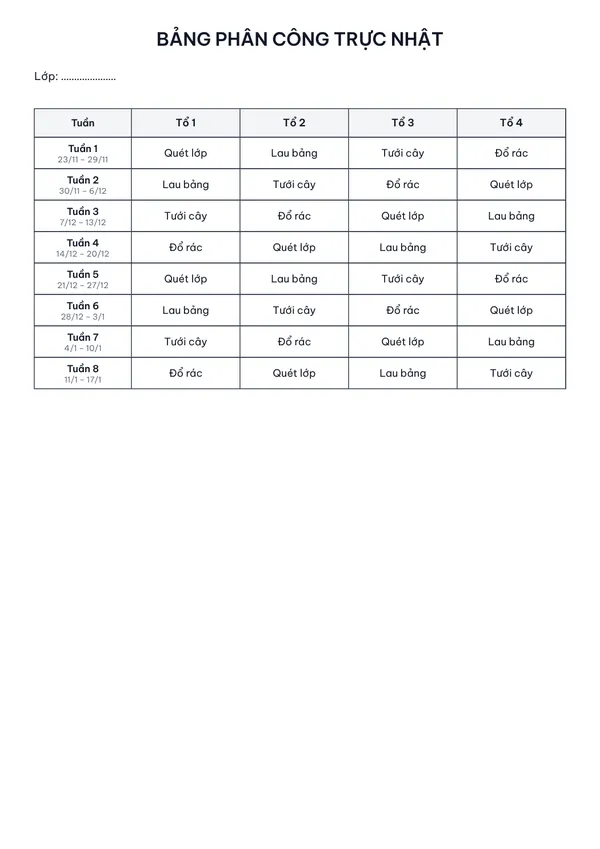 BẢNG PHÂN CÔNG TRỰC NHẬT
Lớp: .....................
Tuần Tổ 1 Tổ 2 Tổ 3 Tổ 4
Tuần 1 Quét lớp Lau bảng Tưới cây Đổ rác
23/11 – 29/11
Tuần 2 Lau bảng Tưới cây Đổ rác Quét lớp
30/11 – 6/12
Tuần 3 Tưới cây Đổ rác Quét lớp Lau bảng
7/12 – 13/12
Tuần 4 Đổ rác Quét lớp Lau bảng Tưới cây
14/12 – 20/12
Tuần 5 Quét lớp Lau bảng Tưới cây Đổ rác
21/12 – 27/12
Tuần 6 Lau bảng Tưới cây Đổ rác Quét lớp
28/12 – 3/1
Tuần 7 Tưới cây Đổ rác Quét lớp Lau bảng
4/1 – 10/1
Tuần 8 Đổ rác Quét lớp Lau bảng Tưới cây
11/1 – 17/1